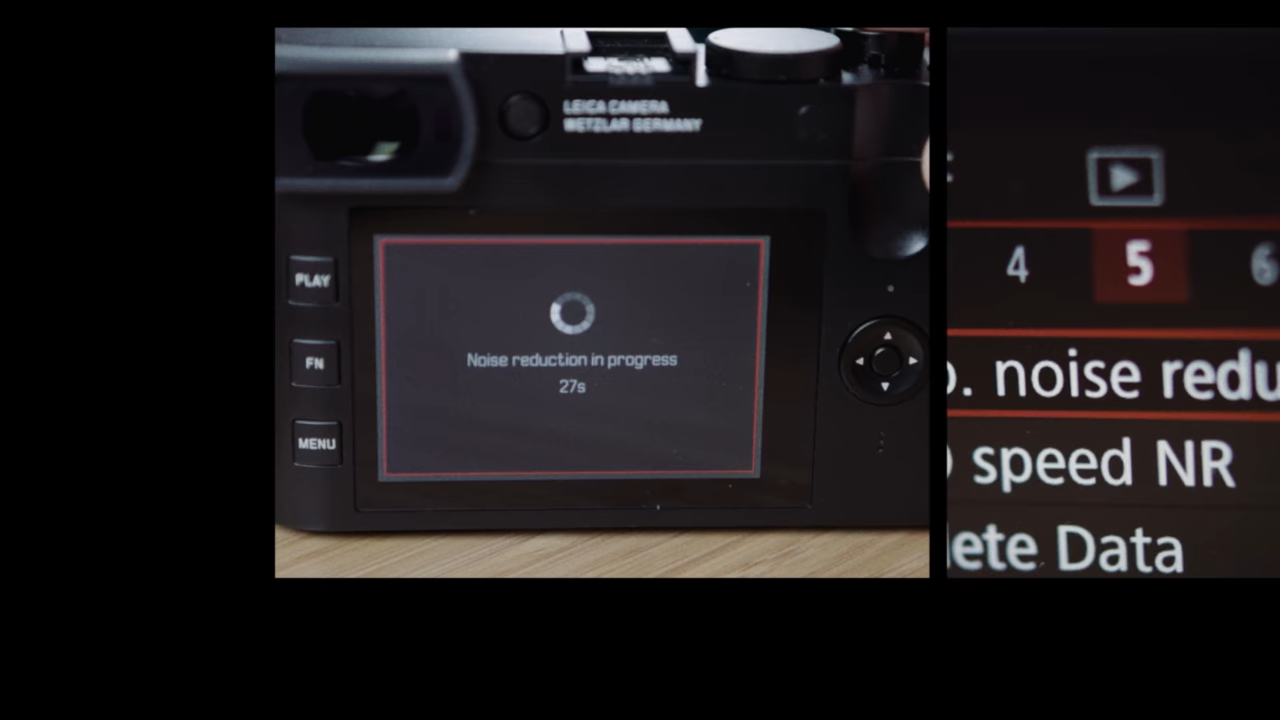 LEICA CAMERA
WETZLAR GERMANY
PLAY
FN
MENU
Noise reduction in progress
27s
4 5 6
. noise redu
speed NR
ete Data